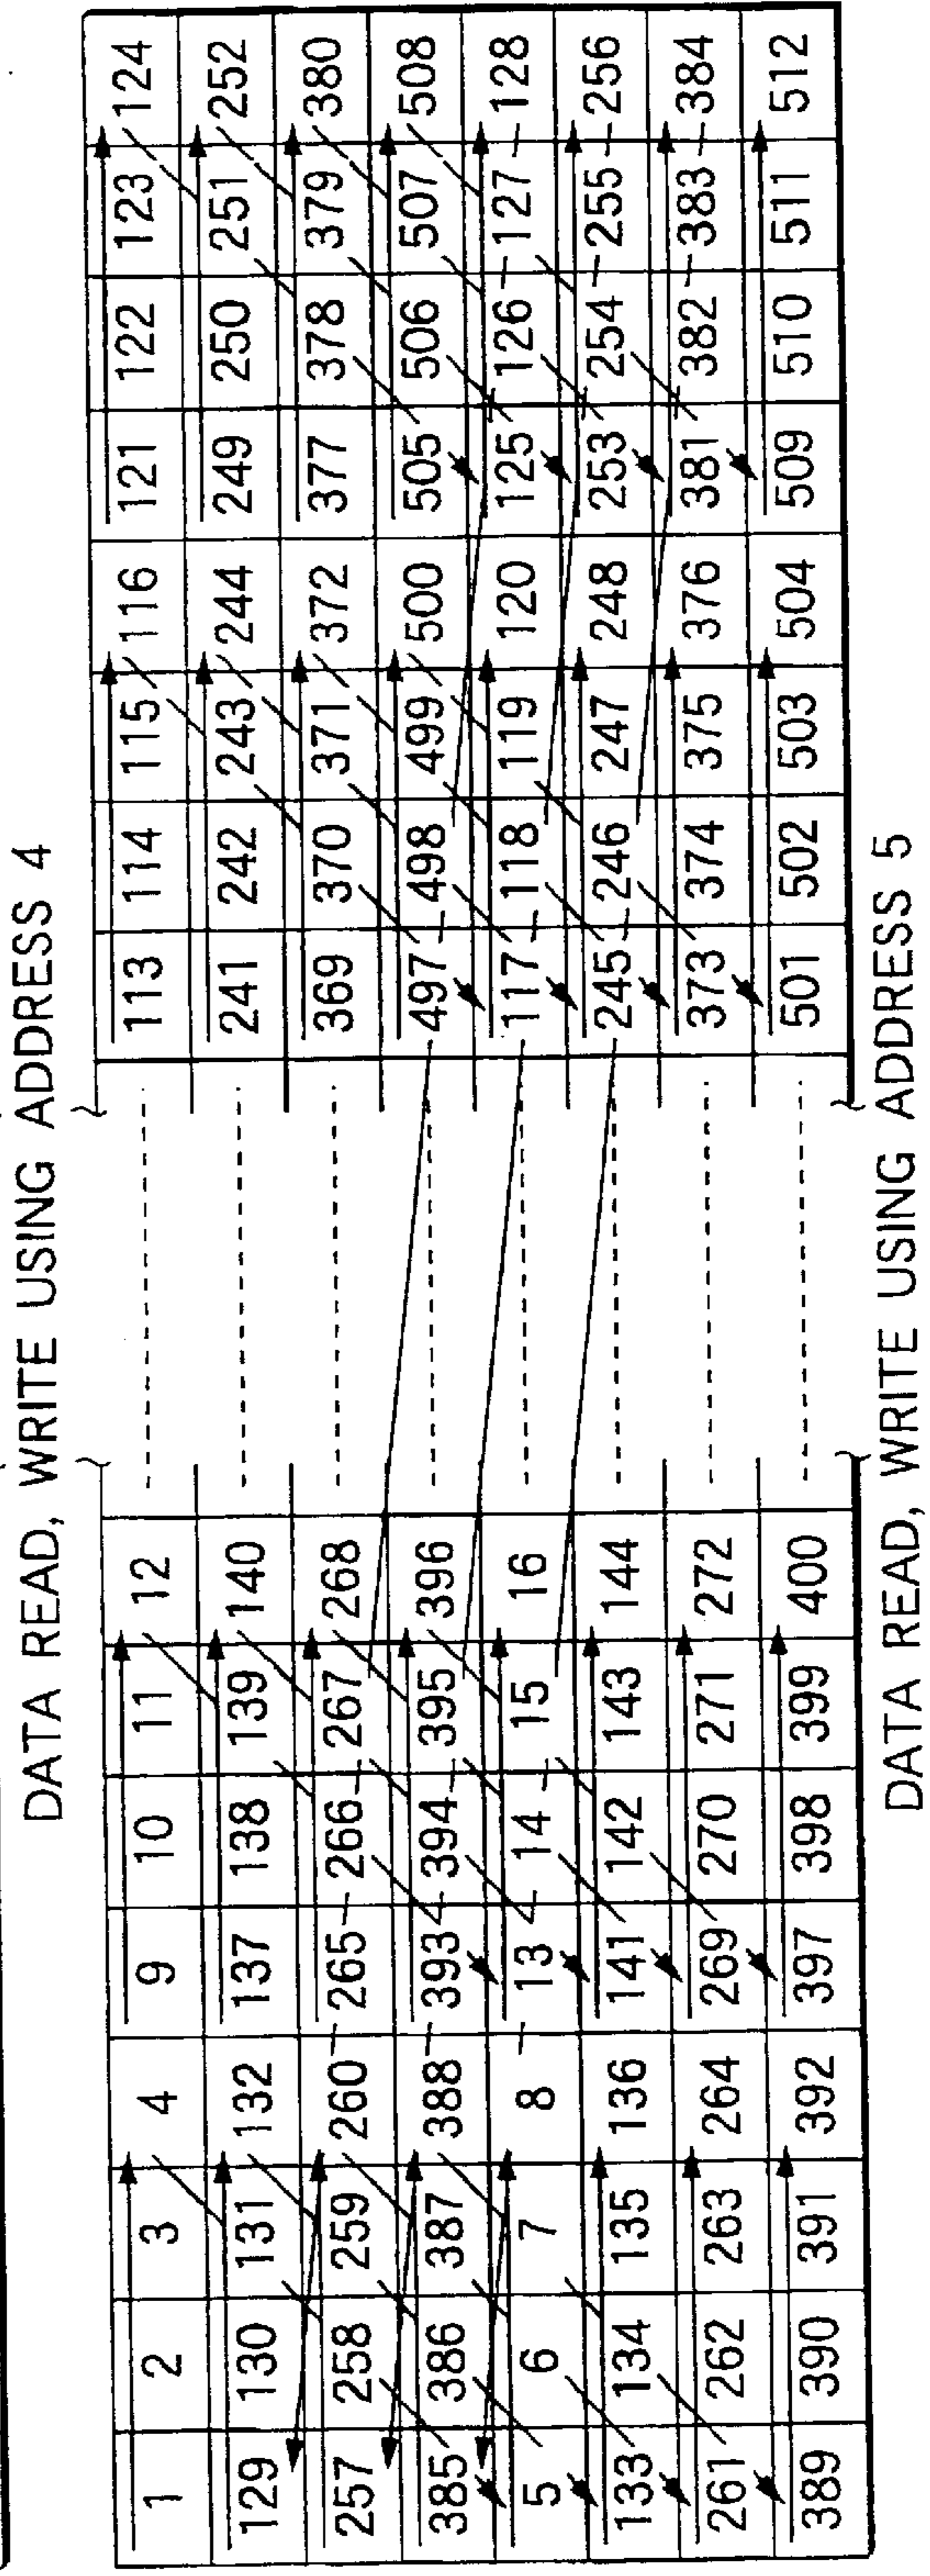 DATA READ, WRITE USING ADDRESS 4
1 2 3 4 9 10 11 12 113 114 115 116 121 122 123 124
129 130 131 132 137 138 139 140 241 242 243 244 249 250 251 252
257 258 259 260 265 266 267 268 369 370 371 372 377 378 379 380
385 386 387 388 393 394 395 396 497 498 499 500 505 506 507 508
5 6 7 8 13 14 15 16 117 118 119 120 125 126 127 128
133 134 135 136 141 142 143 144 245 246 247 248 253 254 255 256
261 262 263 264 269 270 271 272 373 374 375 376 381 382 383 384
389 390 391 392 397 398 399 400 501 502 503 504 509 510 511 512
DATA READ, WRITE USING ADDRESS 5